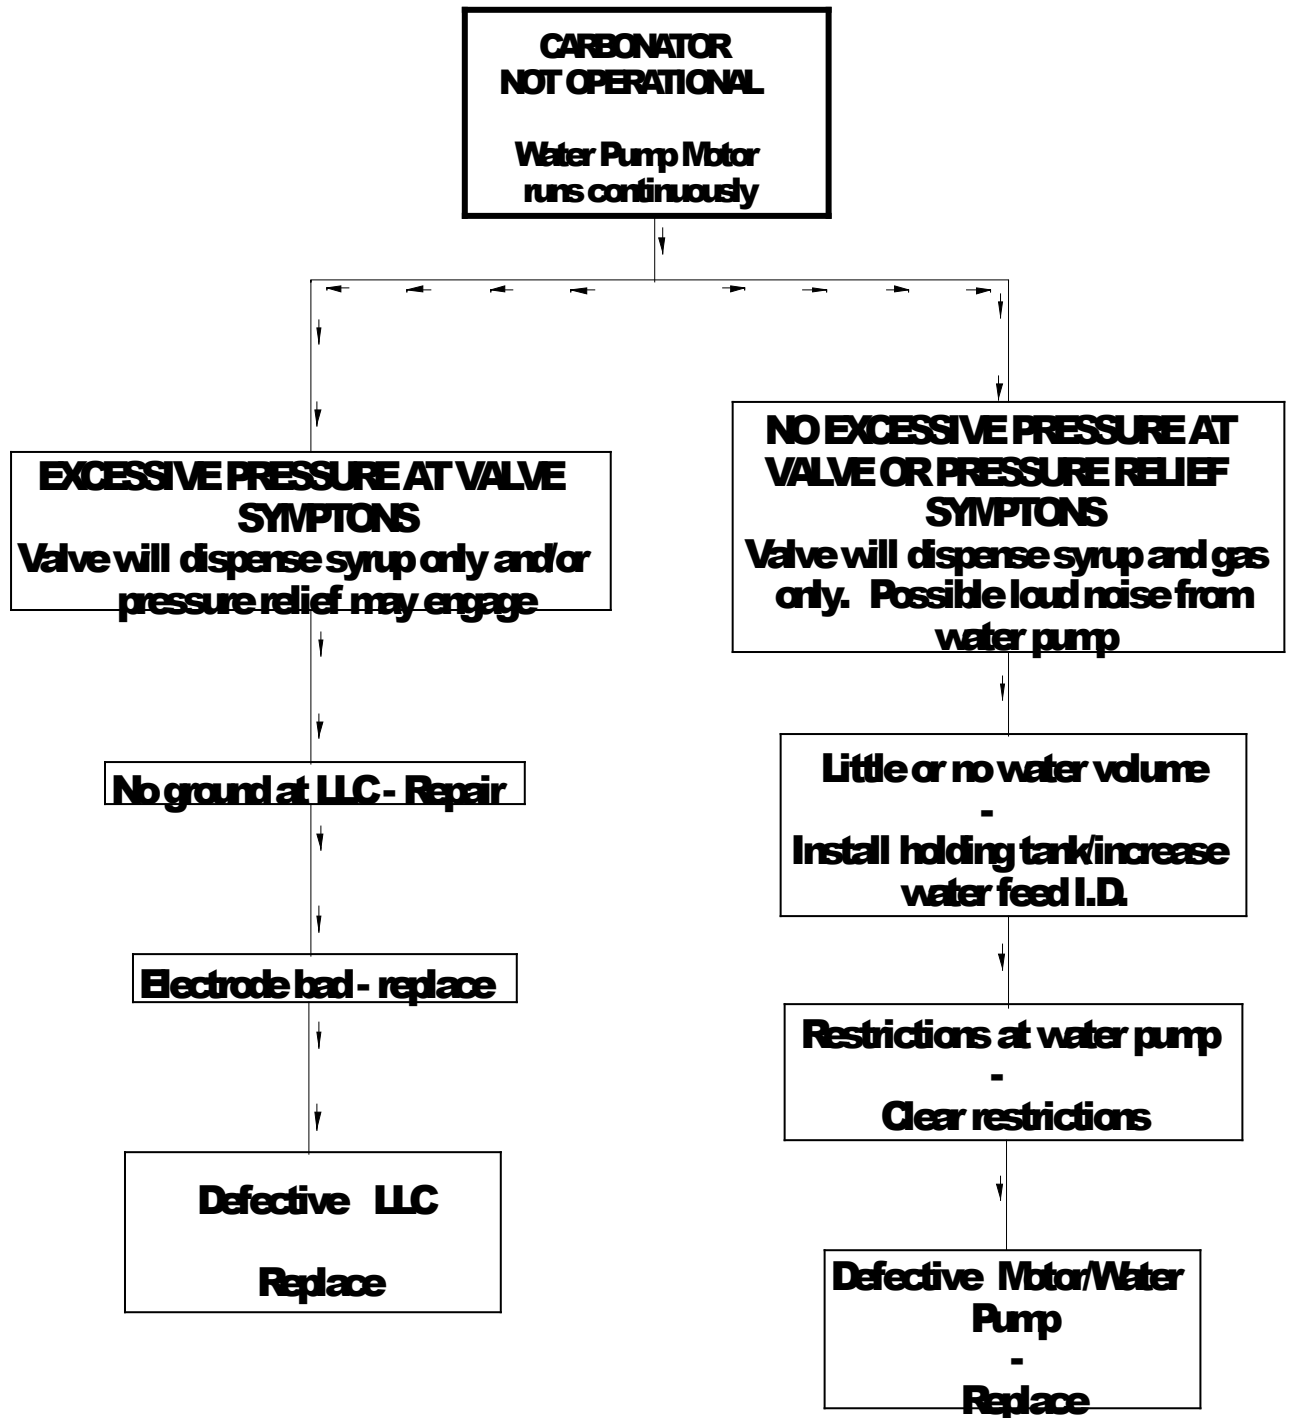 CARBONATOR
NOT OPERATIONAL
Water Pump Motor
runs continuously
EXCESSIVE PRESSURE AT VALVE
SYMPTONS
Valve will dispense syrup only and/or
pressure relief may engage
No ground at LLC - Repair
Electrode bad - replace
Defective LLC
Replace
NO EXCESSIVE PRESSURE AT
VALVE OR PRESSURE RELIEF
SYMPTONS
Valve will dispense syrup and gas
only. Possible loud noise from
water pump
Little or no water volume
-
Install holding tank/increase
water feed I.D.
Restrictions at water pump
-
Clear restrictions
Defective Motor/Water
Pump
-
Replace